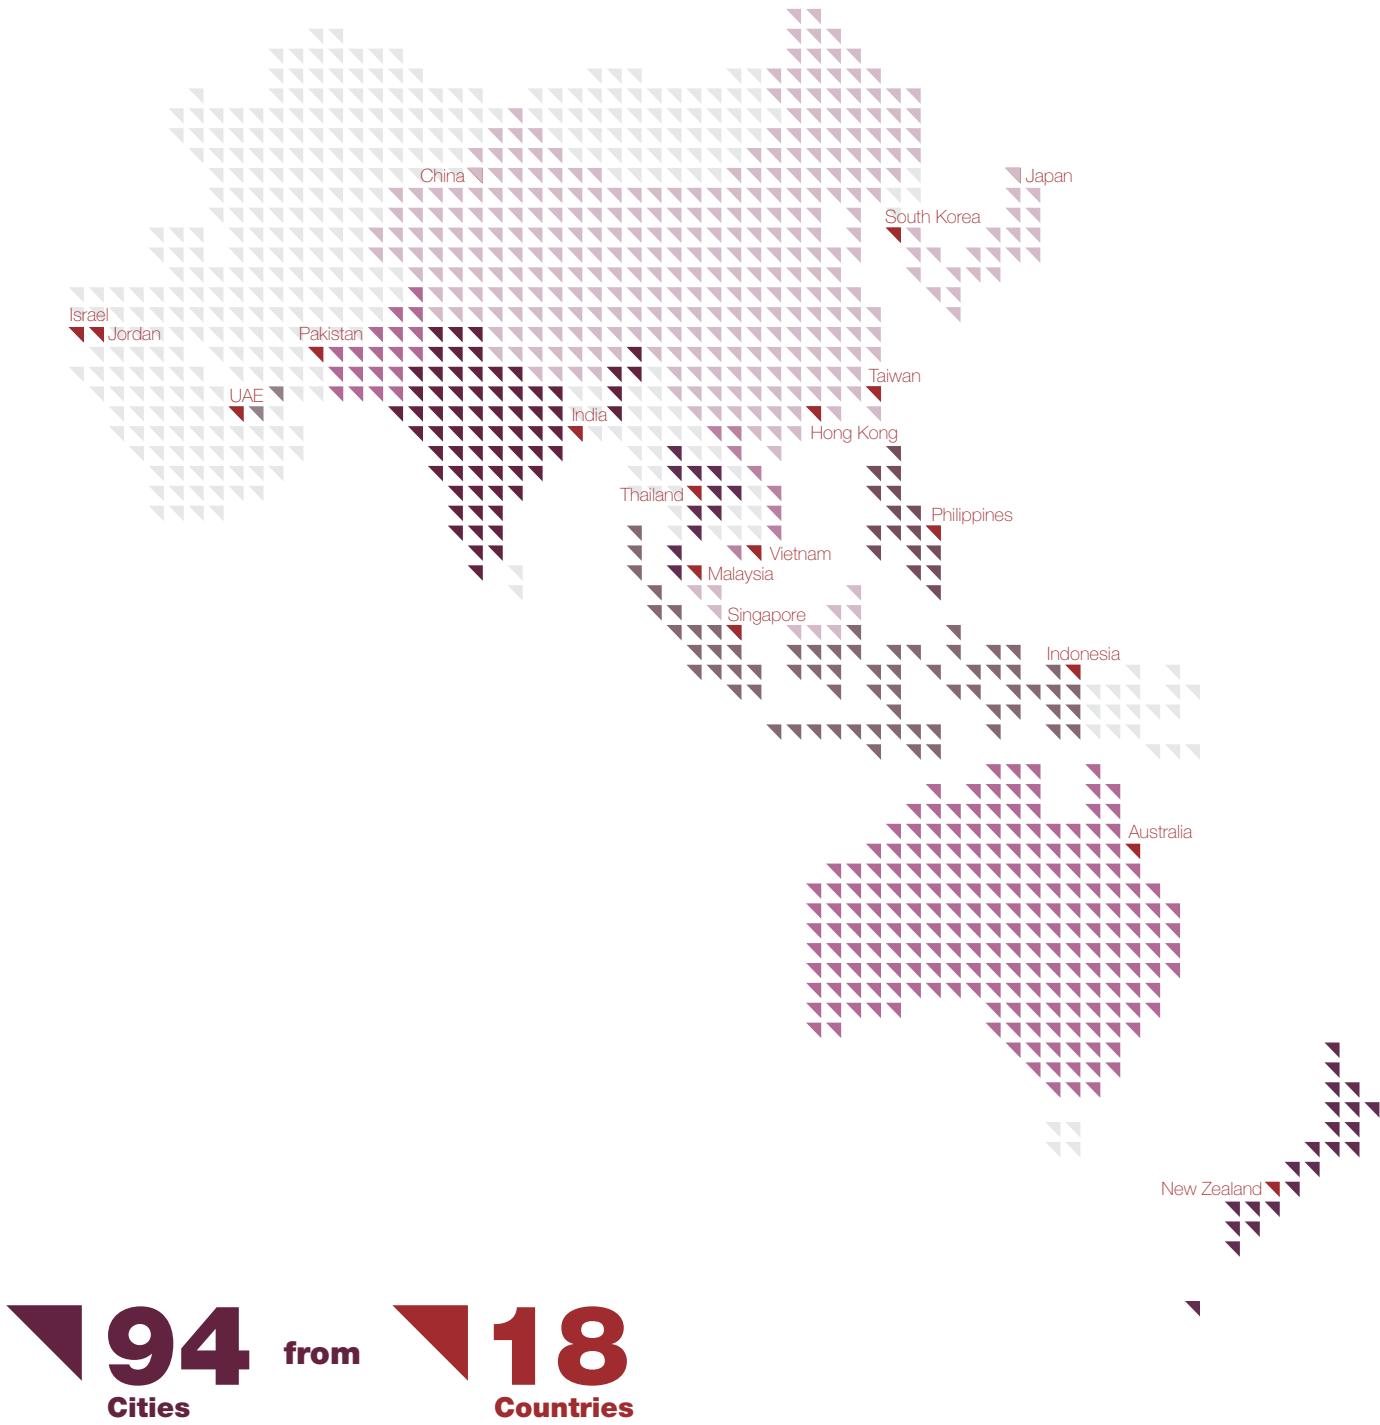 China
Japan
South Korea
Israel
Jordan
Pakistan
Taiwan
UAE
India
Hong Kong
Thailand
Philippines
Vietnam
Malaysia
Singapore
Indonesia
Australia
New Zealand
94 from 18
Cities
Countries